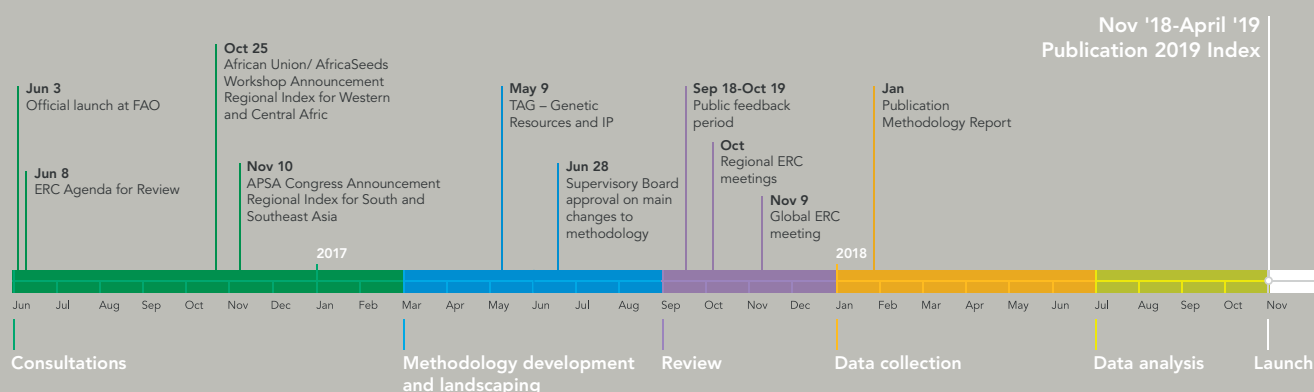 Nov '18-April '19
Publication 2019 Index
Jun 3
Official launch at FAO
Jun 8
ERC Agenda for Review
Oct 25
African Union/ AfricaSeeds
Workshop Announcement
Regional Index for Western
and Central Afric
Nov 10
APSA Congress Announcement
Regional Index for South and
Southeast Asia
May 9
TAG – Genetic
Resources and IP
Jun 28
Supervisory Board
approval on main
changes to
methodology
Sep 18-Oct 19
Public feedback
period
Oct
Regional ERC
meetings
Nov 9
Global ERC
meeting
Jan
Publication
Methodology Report
2017
2018
Jun Jul Aug Sep Oct Nov Dec Jan Feb Mar Apr May Jun Jul Aug Sep Oct Nov Dec Jan Feb Mar Apr May Jun Jul Aug Sep Oct Nov
Consultations
Methodology development
and landscaping
Review
Data collection
Data analysis
Launch